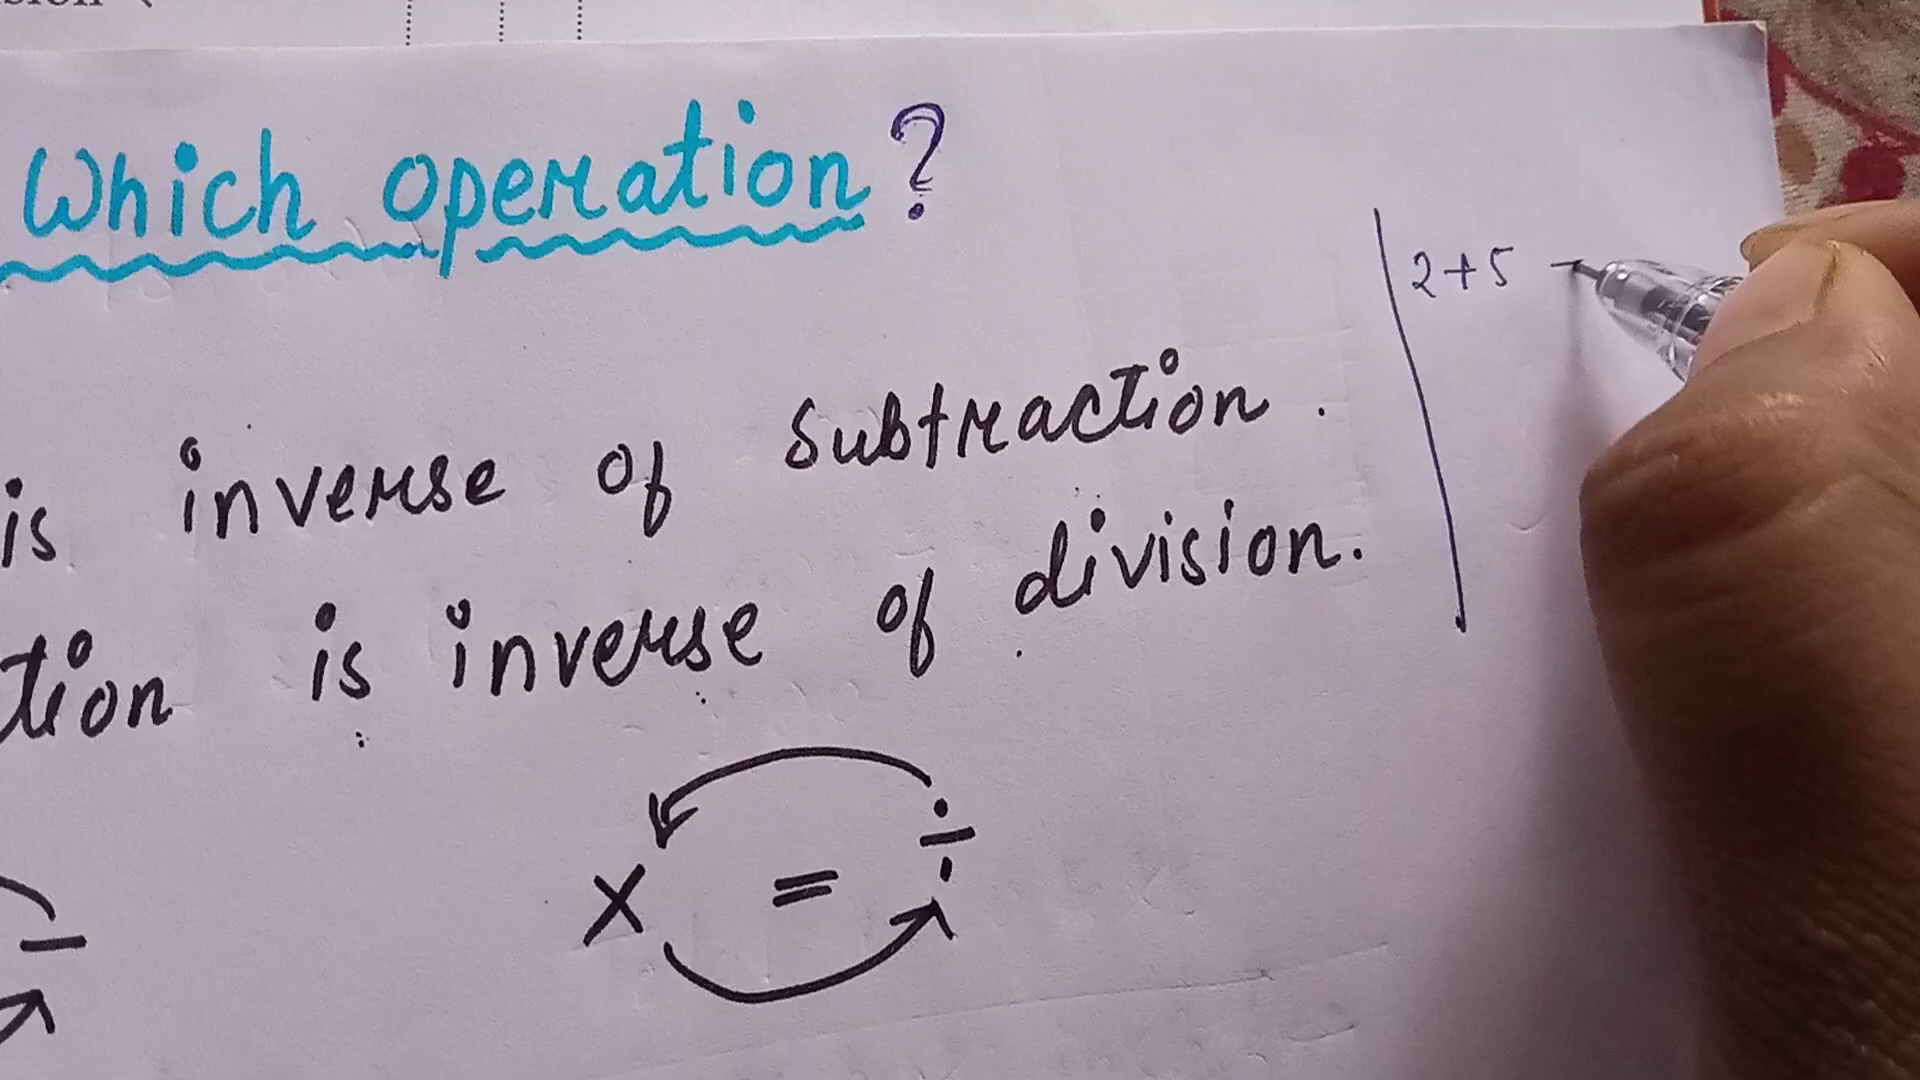 Which operation?
2+5 -
is inverse of subtraction.
tion is inverse of division.
÷
x =
-